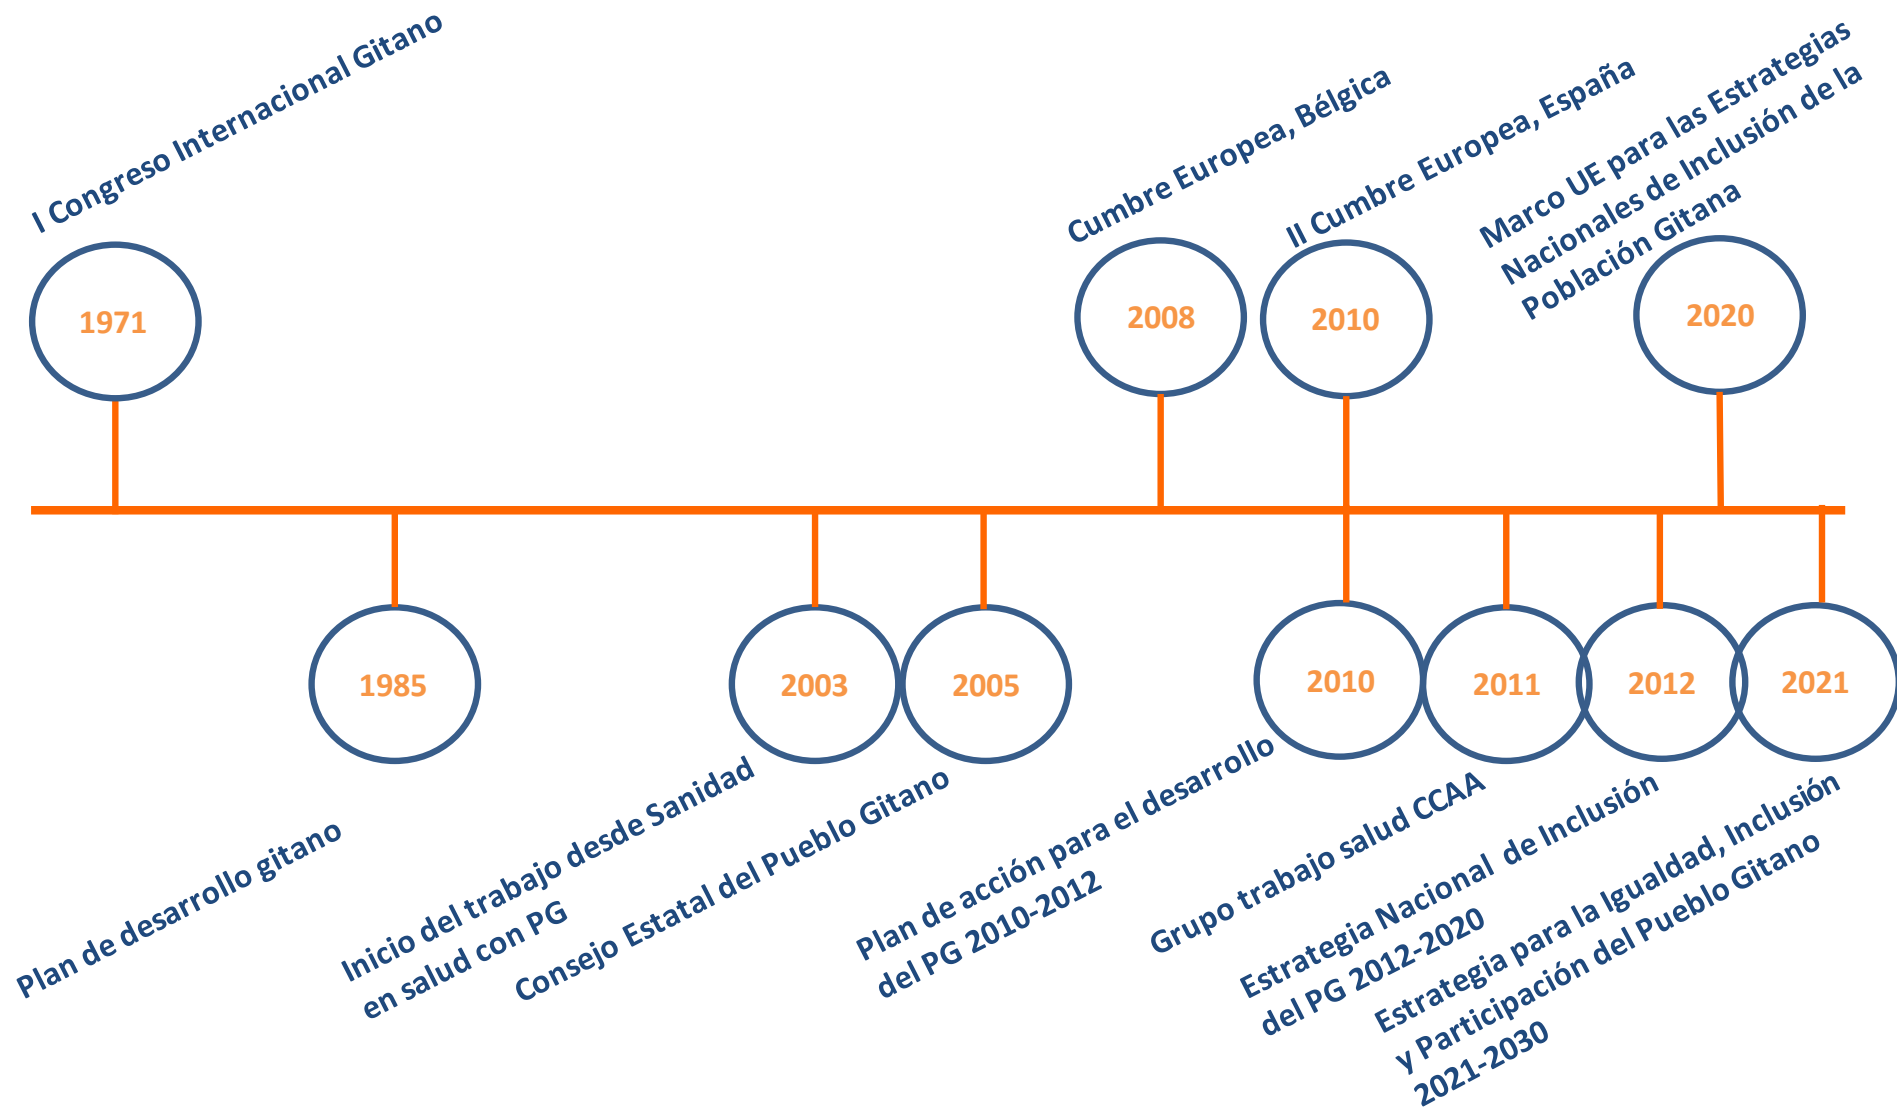 I Congreso Internacional Gitano
1971
Cumbre Europea, Bélgica
2008
II Cumbre Europea, España
2010
Marco UE para las Estrategias
Nacionales de Inclusión de la
Población Gitana
2020
1985
Plan de desarrollo gitano
2003
Inicio del trabajo desde Sanidad
en salud con PG
2005
Consejo Estatal del Pueblo Gitano
2010
Plan de acción para el desarrollo
del PG 2010-2012
2011
Grupo trabajo salud CCAA
2012
Estrategia Nacional de Inclusión
del PG 2012-2020
2021
Estrategia para la Igualdad, Inclusión
y Participación del Pueblo Gitano
2021-2030